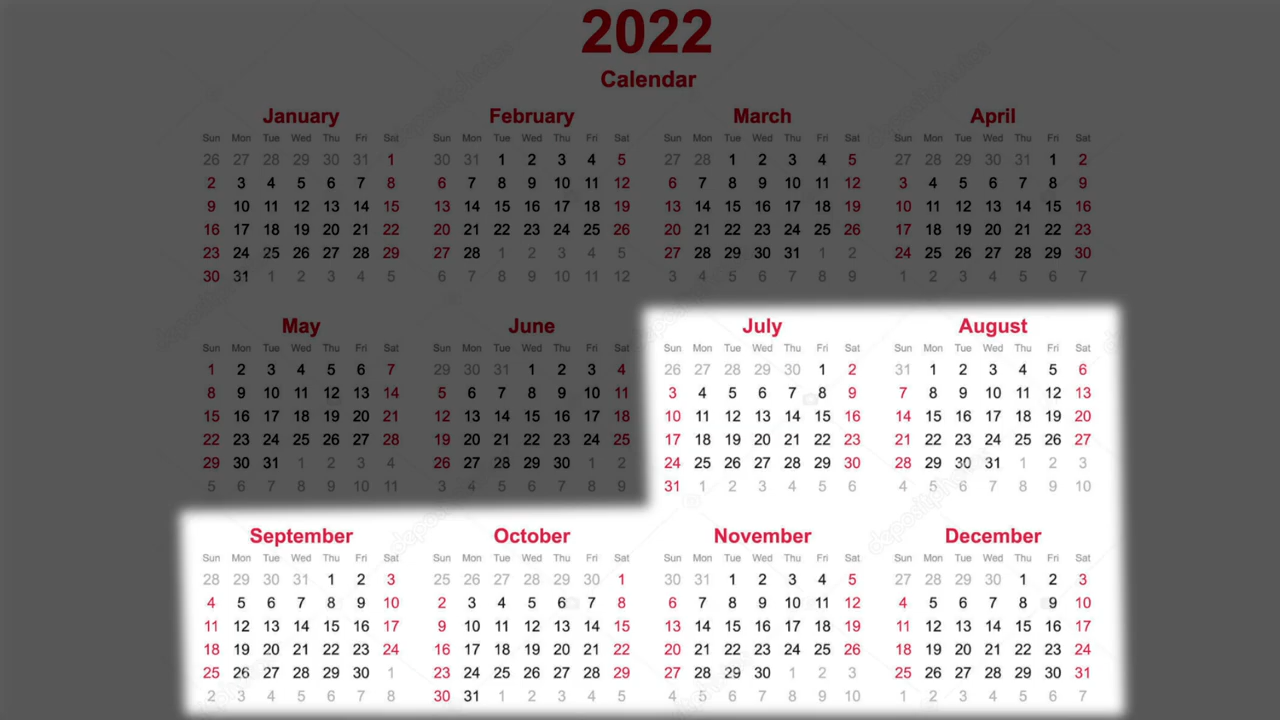 2022
Calendar
January February March April
Sun Mon Tue Wed Thu Fri Sat Sun Mon Tue Wed Thu Fri Sat Sun Mon Tue Wed Thu Fri Sat Sun Mon Tue Wed Thu Fri Sat
26 27 28 29 30 31 1 30 31 1 2 3 4 5 27 28 1 2 3 4 5 27 28 29 30 31 1 2
2 3 4 5 6 7 8 6 7 8 9 10 11 12 6 7 8 9 10 11 12 3 4 5 6 7 8 9
9 10 11 12 13 14 15 13 14 15 16 17 18 19 13 14 15 16 17 18 19 10 11 12 13 14 15 16
16 17 18 19 20 21 22 20 21 22 23 24 25 26 20 21 22 23 24 25 26 17 18 19 20 21 22 23
23 24 25 26 27 28 29 27 28 1 2 3 4 5 27 28 29 30 31 1 2 24 25 26 27 28 29 30
30 31 1 2 3 4 5 6 7 8 9 10 11 12 3 4 5 6 7 8 9 1 2 3 4 5 6 7
May June July August
Sun Mon Tue Wed Thu Fri Sat Sun Mon Tue Wed Thu Fri Sat Sun Mon Tue Wed Thu Fri Sat Sun Mon Tue Wed Thu Fri Sat
1 2 3 4 5 6 7 29 30 31 1 2 3 4 26 27 28 29 30 1 2 31 1 2 3 4 5 6
8 9 10 11 12 13 14 5 6 7 8 9 10 11 3 4 5 6 7 8 9 7 8 9 10 11 12 13
15 16 17 18 19 20 21 12 13 14 15 16 17 18 10 11 12 13 14 15 16 14 15 16 17 18 19 20
22 23 24 25 26 27 28 19 20 21 22 23 24 25 17 18 19 20 21 22 23 21 22 23 24 25 26 27
29 30 31 1 2 3 4 26 27 28 29 30 1 2 24 25 26 27 28 29 30 28 29 30 31 1 2 3
5 6 7 8 9 10 11 3 4 5 6 7 8 9 31 1 2 3 4 5 6 4 5 6 7 8 9 10
September October November December
Sun Mon Tue Wed Thu Fri Sat Sun Mon Tue Wed Thu Fri Sat Sun Mon Tue Wed Thu Fri Sat Sun Mon Tue Wed Thu Fri Sat
28 29 30 31 1 2 3 25 26 27 28 29 30 1 30 31 1 2 3 4 5 27 28 29 30 1 2 3
4 5 6 7 8 9 10 2 3 4 5 6 7 8 6 7 8 9 10 11 12 4 5 6 7 8 9 10
11 12 13 14 15 16 17 9 10 11 12 13 14 15 13 14 15 16 17 18 19 11 12 13 14 15 16 17
18 19 20 21 22 23 24 16 17 18 19 20 21 22 20 21 22 23 24 25 26 18 19 20 21 22 23 24
25 26 27 28 29 30 1 23 24 25 26 27 28 29 27 28 29 30 1 2 3 25 26 27 28 29 30 31
2 3 4 5 6 7 8 30 31 1 2 3 4 5 4 5 6 7 8 9 10 1 2 3 4 5 6 7